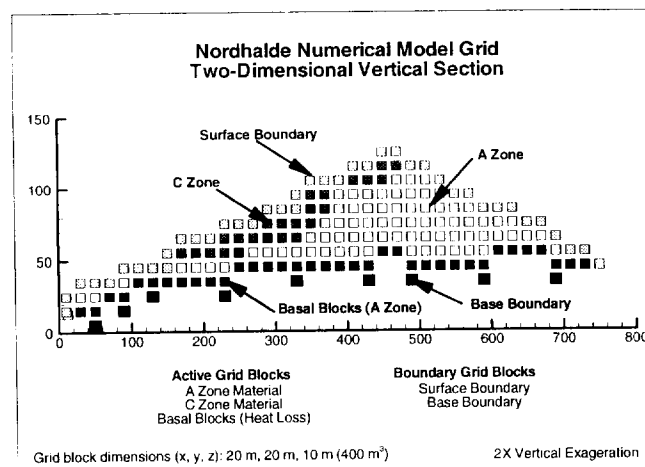 Nordhalde Numerical Model Grid
Two-Dimensional Vertical Section
150
100
50
0
Surface Boundary
A Zone
C Zone
Basal Blocks (A Zone)
Base Boundary
0 100 200 300 400 500 600 700 800
Active Grid Blocks
A Zone Material
C Zone Material
Basal Blocks (Heat Loss)
Boundary Grid Blocks
Surface Boundary
Base Boundary
Grid block dimensions (x, y, z): 20 m, 20 m, 10 m (400 m³)
2X Vertical Exageration